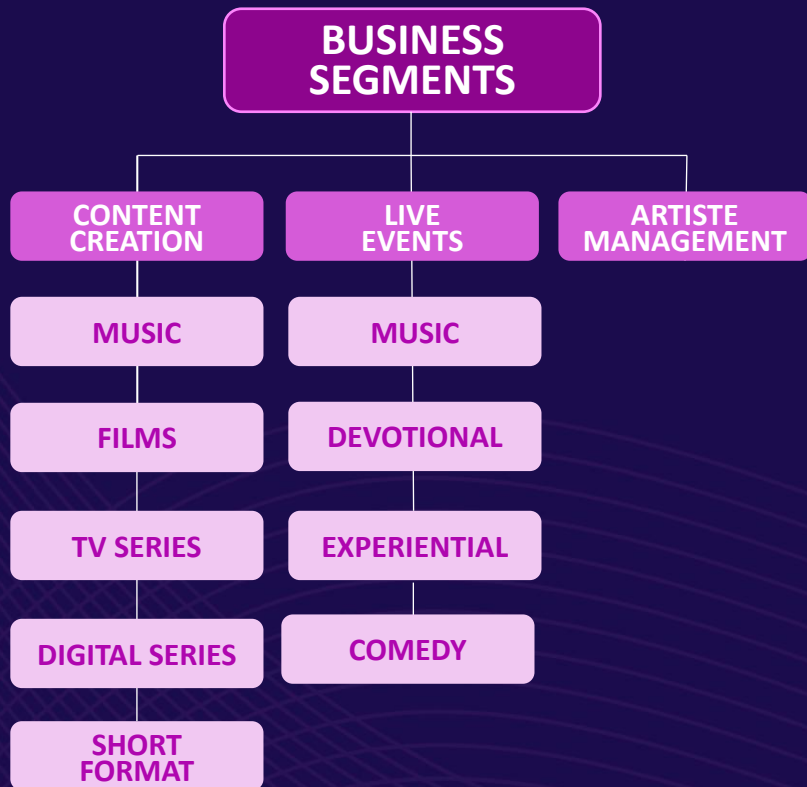 BUSINESS
SEGMENTS
CONTENT
CREATION
LIVE
EVENTS
ARTISTE
MANAGEMENT
MUSIC
MUSIC
FILMS
DEVOTIONAL
TV SERIES
EXPERIENTIAL
DIGITAL SERIES
COMEDY
SHORT
FORMAT